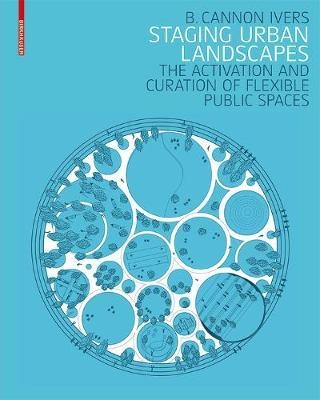 BIRKHÄUSER
B. CANNON IVERS
STAGING URBAN
LANDSCAPES
THE ACTIVATION AND
CURATION OF FLEXIBLE
PUBLIC SPACES